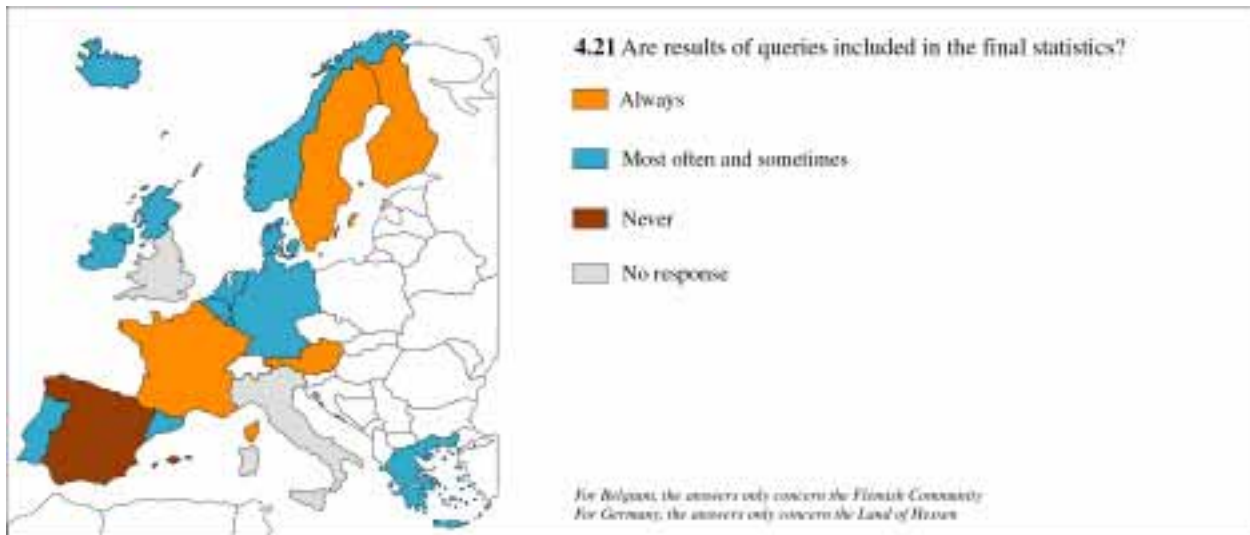 4.21 Are results of queries included in the final statistics?
Always
Most often and sometimes
Never
No response
For Belgium, the answers only concern the Flemish Community
For Germany, the answers only concern the Land of Hessen